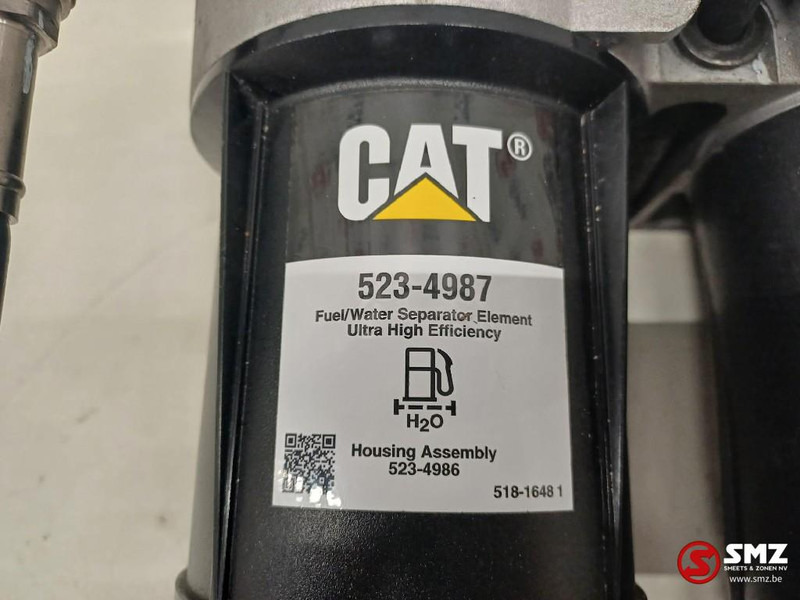 CAT®
523-4987
Fuel/Water Separator Element
Ultra High Efficiency
H2O
Housing Assembly
523-4986
518-1648 1
SMZ
SMEETS & ZONEN NV
www.smz.be